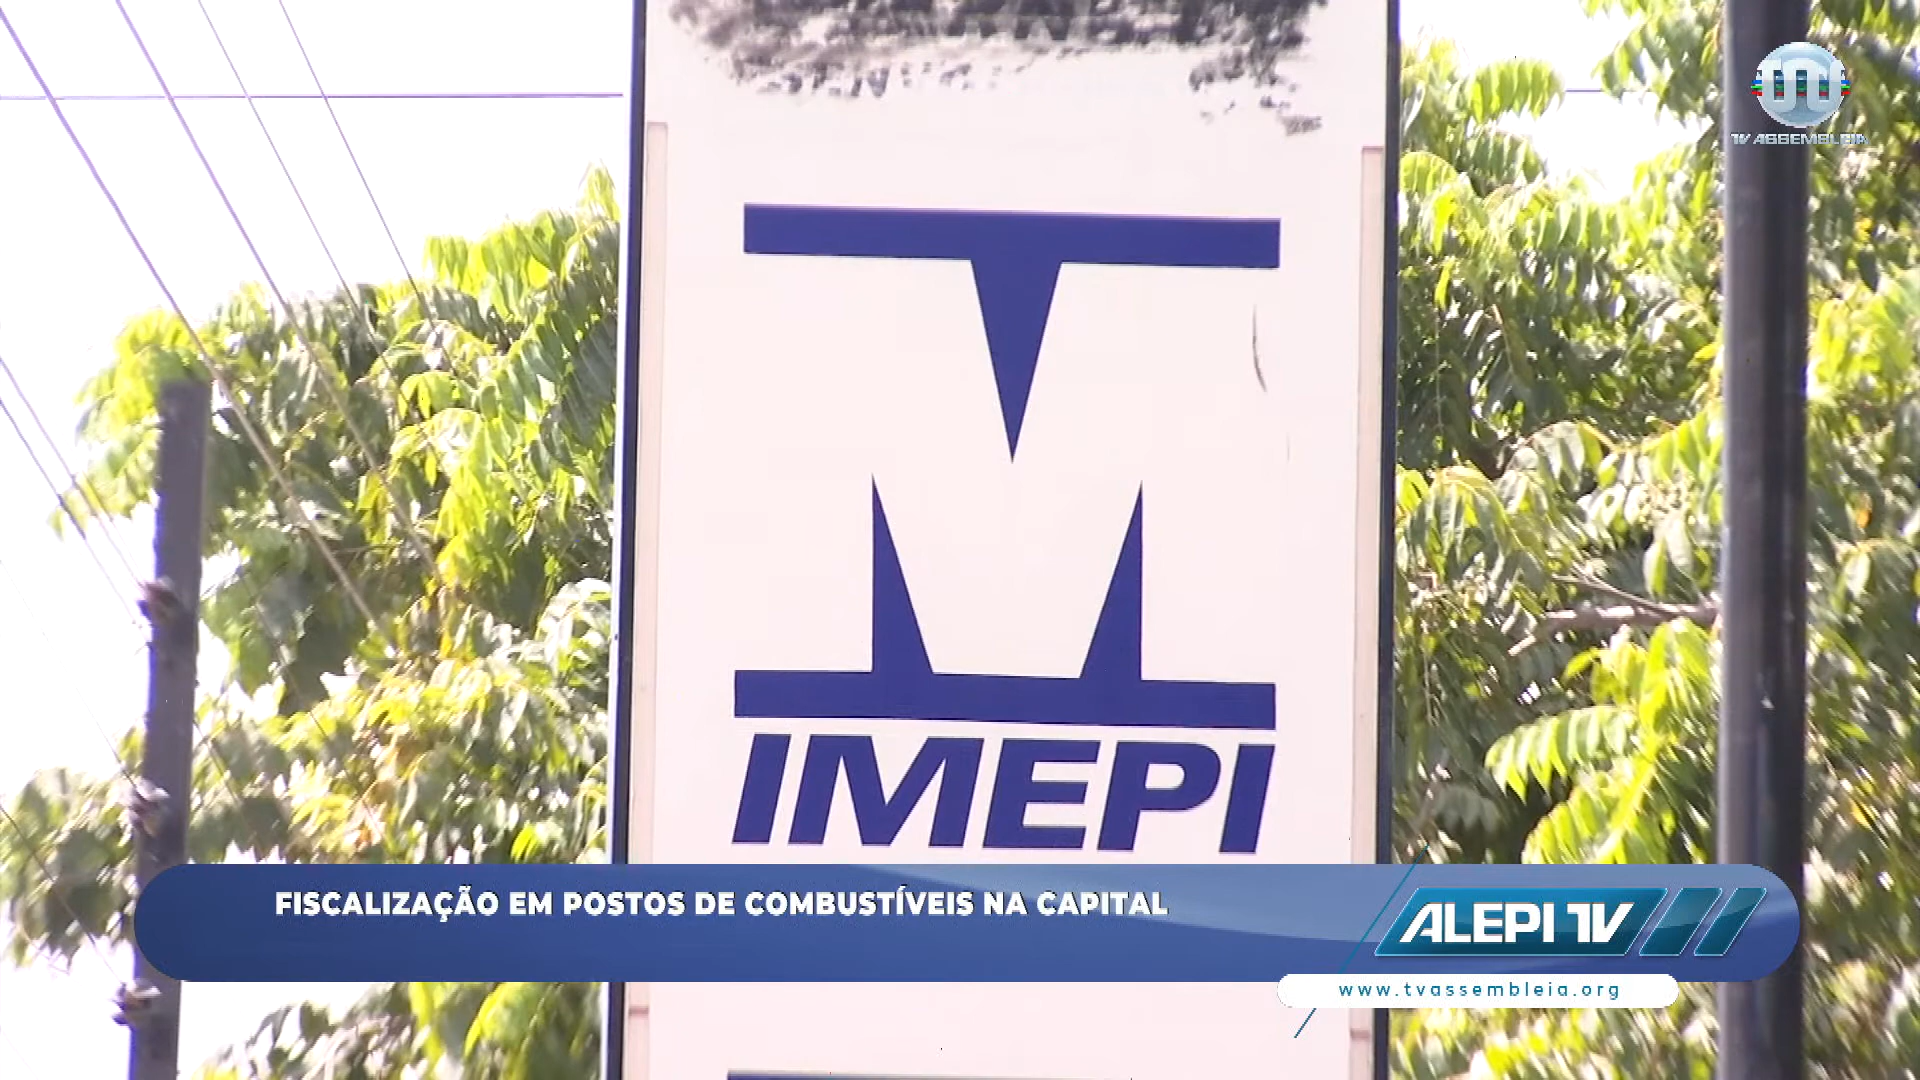 TV ASSEMBLEIA
IMEPI
FISCALIZAÇÃO EM POSTOS DE COMBUSTÍVEIS NA CAPITAL
ALEPI TV
www.tvassembleia.org